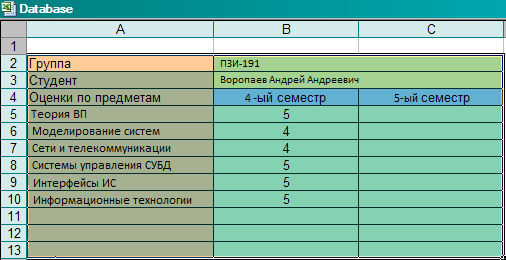 Database
A B C
1
2 Группа ПЗИ-191
3 Студент Воропаев Андрей Андреевич
4 Оценки по предметам 4-ый семестр 5-ый семестр
5 Теория ВП 5
6 Моделирование систем 4
7 Сети и телекоммуникации 4
8 Системы управления СУБД 5
9 Интерфейсы ИС 5
10 Информационные технологии 5
11
12
13